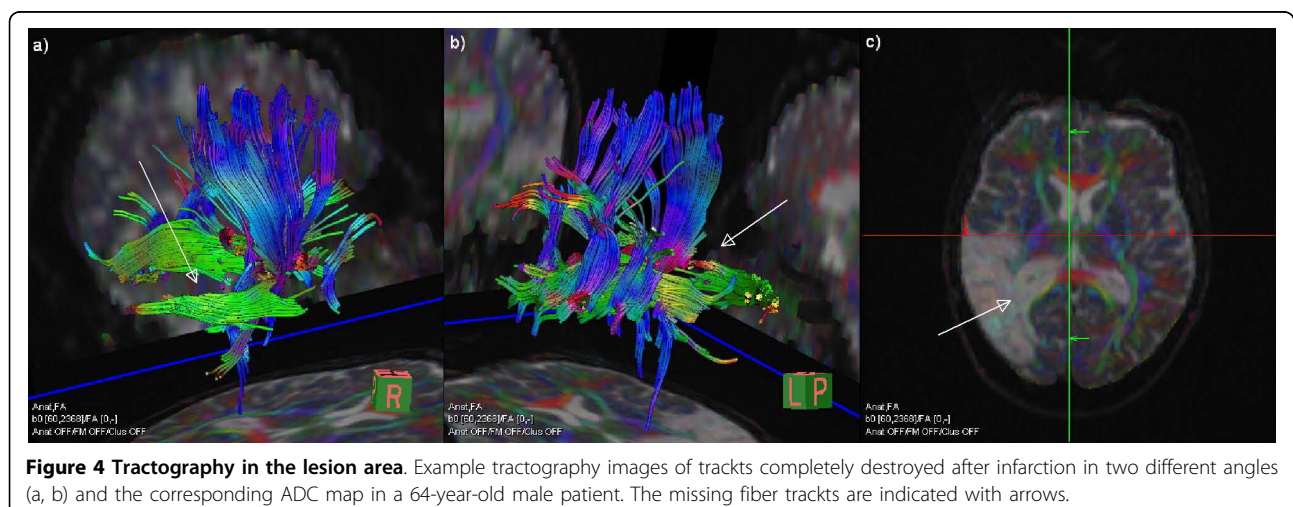 a)
b)
c)
R
L P
Anat,FA
b0 [60,2368]/FA [0,-]
Anat OFF/FM OFF/Clus OFF
Anat,FA
b0 [60,2368]/FA [0,-]
Anat OFF/FM OFF/Clus OFF
Anat,FA
b0 [60,2368]/FA [0,-]
Anat OFF/FM OFF/Clus OFF
Figure 4 Tractography in the lesion area. Example tractography images of trackts completely destroyed after infarction in two different angles
(a, b) and the corresponding ADC map in a 64-year-old male patient. The missing fiber trackts are indicated with arrows.